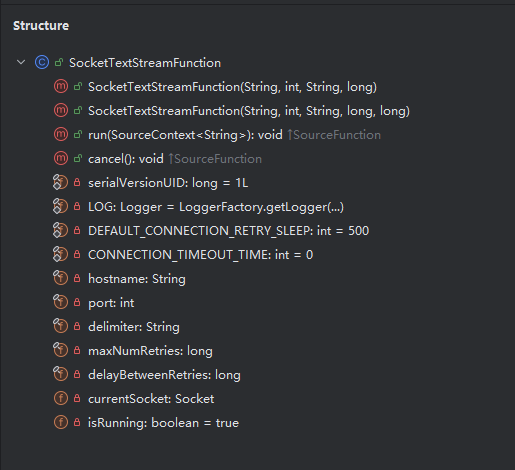 Structure
SocketTextStreamFunction
SocketTextStreamFunction(String, int, String, long)
SocketTextStreamFunction(String, int, String, long, long)
run(SourceContext<String>): void ↑SourceFunction
cancel(): void ↑SourceFunction
serialVersionUID: long = 1L
LOG: Logger = LoggerFactory.getLogger(...)
DEFAULT_CONNECTION_RETRY_SLEEP: int = 500
CONNECTION_TIMEOUT_TIME: int = 0
hostname: String
port: int
delimiter: String
maxNumRetries: long
delayBetweenRetries: long
currentSocket: Socket
isRunning: boolean = true